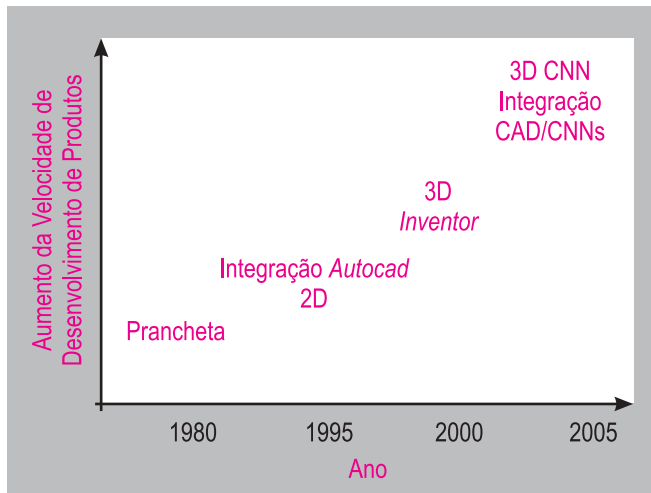 Aumento da Velocidade de
Desenvolvimento de Produtos
3D CNN
Integração
CAD/CNNs
3D
Inventor
Integração Autocad
2D
Prancheta
1980 1995 2000 2005
Ano